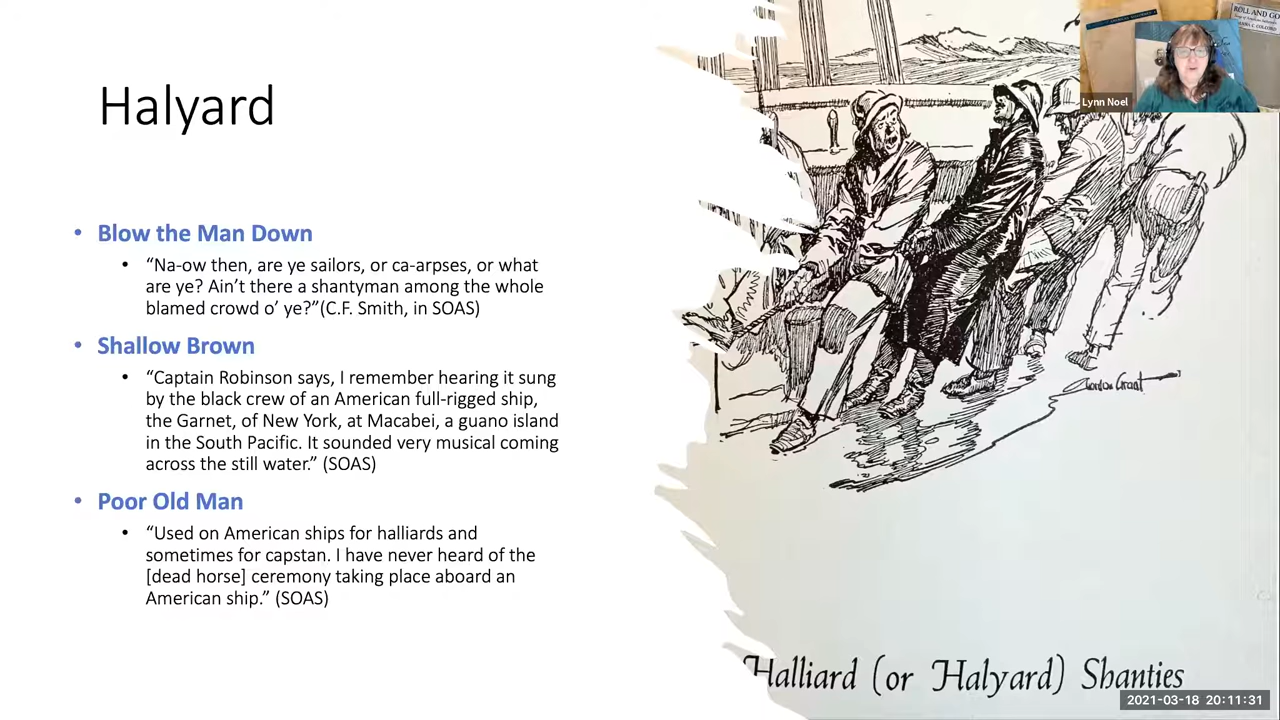 Halyard
• Blow the Man Down
• “Na-ow then, are ye sailors, or ca-arpses, or what
are ye? Ain’t there a shantyman among the whole
blamed crowd o’ ye?”(C.F. Smith, in SOAS)
• Shallow Brown
• “Captain Robinson says, I remember hearing it sung
by the black crew of an American full-rigged ship,
the Garnet, of New York, at Macabei, a guano island
in the South Pacific. It sounded very musical coming
across the still water.” (SOAS)
• Poor Old Man
• “Used on American ships for halliards and
sometimes for capstan. I have never heard of the
[dead horse] ceremony taking place aboard an
American ship.” (SOAS)
ROLL AND GO
Lynn Noel
Gordon Grant
Halliard (or Halyard) Shanties
2021-03-18 20:11:31